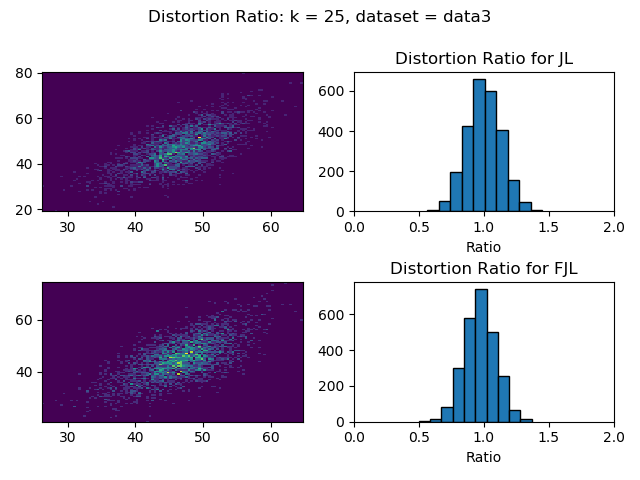 Distortion Ratio: k = 25, dataset = data3
Distortion Ratio for JL
80
60
40
20
30 40 50 60
600
400
200
0
0.0 0.5 1.0 1.5 2.0
Ratio
Distortion Ratio for FJL
60
40
30 40 50 60
600
400
200
0
0.0 0.5 1.0 1.5 2.0
Ratio